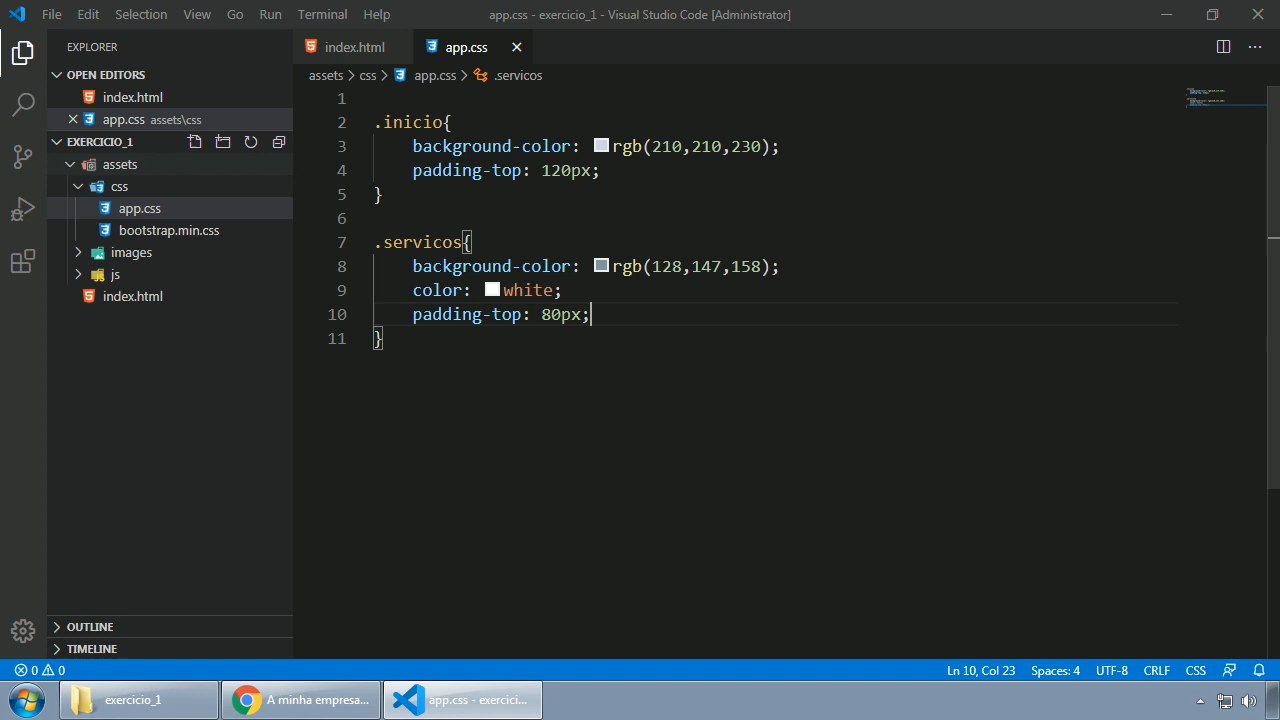 File Edit Selection View Go Run Terminal Help app.css - exercicio_1 - Visual Studio Code [Administrator]
EXPLORER
OPEN EDITORS
index.html
app.css assets\css
EXERCICIO_1
assets
css
app.css
bootstrap.min.css
images
js
index.html
OUTLINE
TIMELINE
index.html app.css
assets > css > app.css > .servicos
1
2 .inicio{
3     background-color: rgb(210,210,230);
4     padding-top: 120px;
5 }
6
7 .servicos{
8     background-color: rgb(128,147,158);
9     color: white;
10     padding-top: 80px;
11 }
0 0 Ln 10, Col 23 Spaces: 4 UTF-8 CRLF CSS
exercicio_1 A minha empresa... app.css - exercici...